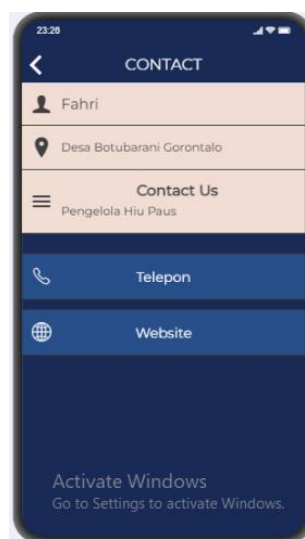 23:26
CONTACT
Fahri
Desa Botubarani Gorontalo
Contact Us
Pengelola Hiu Paus
Telepon
Website
Activate Windows
Go to Settings to activate Windows.